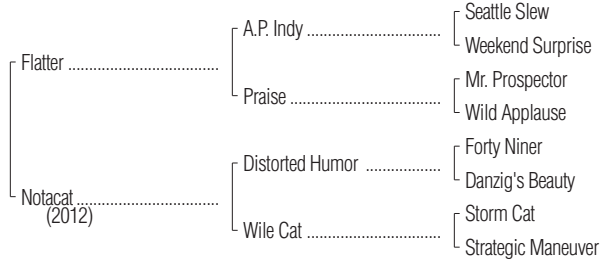 Seattle Slew
A.P. Indy ..............................
Weekend Surprise
Flatter ..................................
Mr. Prospector
Praise ..................................
Wild Applause
Forty Niner
Distorted Humor .................
Danzig's Beauty
Notacat ................................
(2012)
Storm Cat
Wile Cat ..............................
Strategic Maneuver